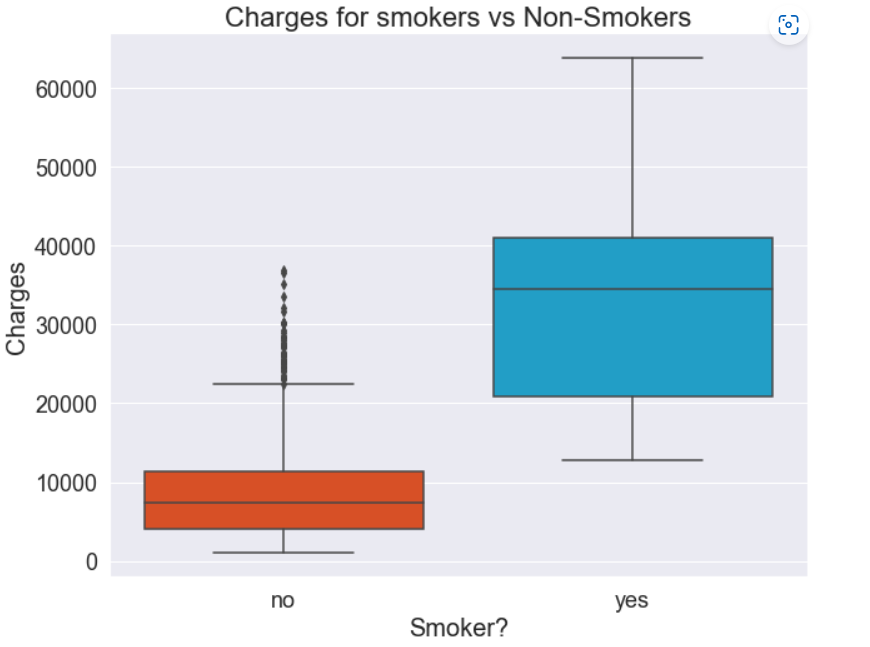 Charges for smokers vs Non-Smokers
60000
50000
40000
30000
20000
10000
0
Charges
no
yes
Smoker?